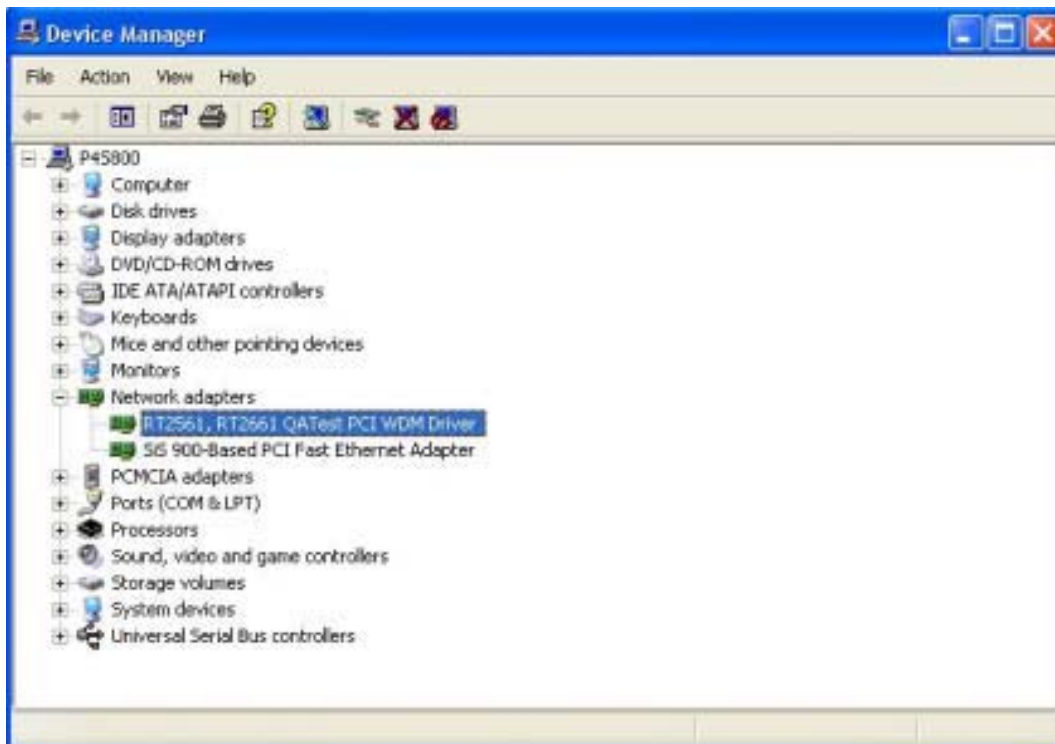 Device Manager
File Action View Help
P45800
Computer
Disk drives
Display adapters
DVD/CD-ROM drives
IDE ATA/ATAPI controllers
Keyboards
Mice and other pointing devices
Monitors
Network adapters
RT2561, RT2661 QATest PCI WDM Driver
SiS 900-Based PCI Fast Ethernet Adapter
PCMCIA adapters
Ports (COM & LPT)
Processors
Sound, video and game controllers
Storage volumes
System devices
Universal Serial Bus controllers